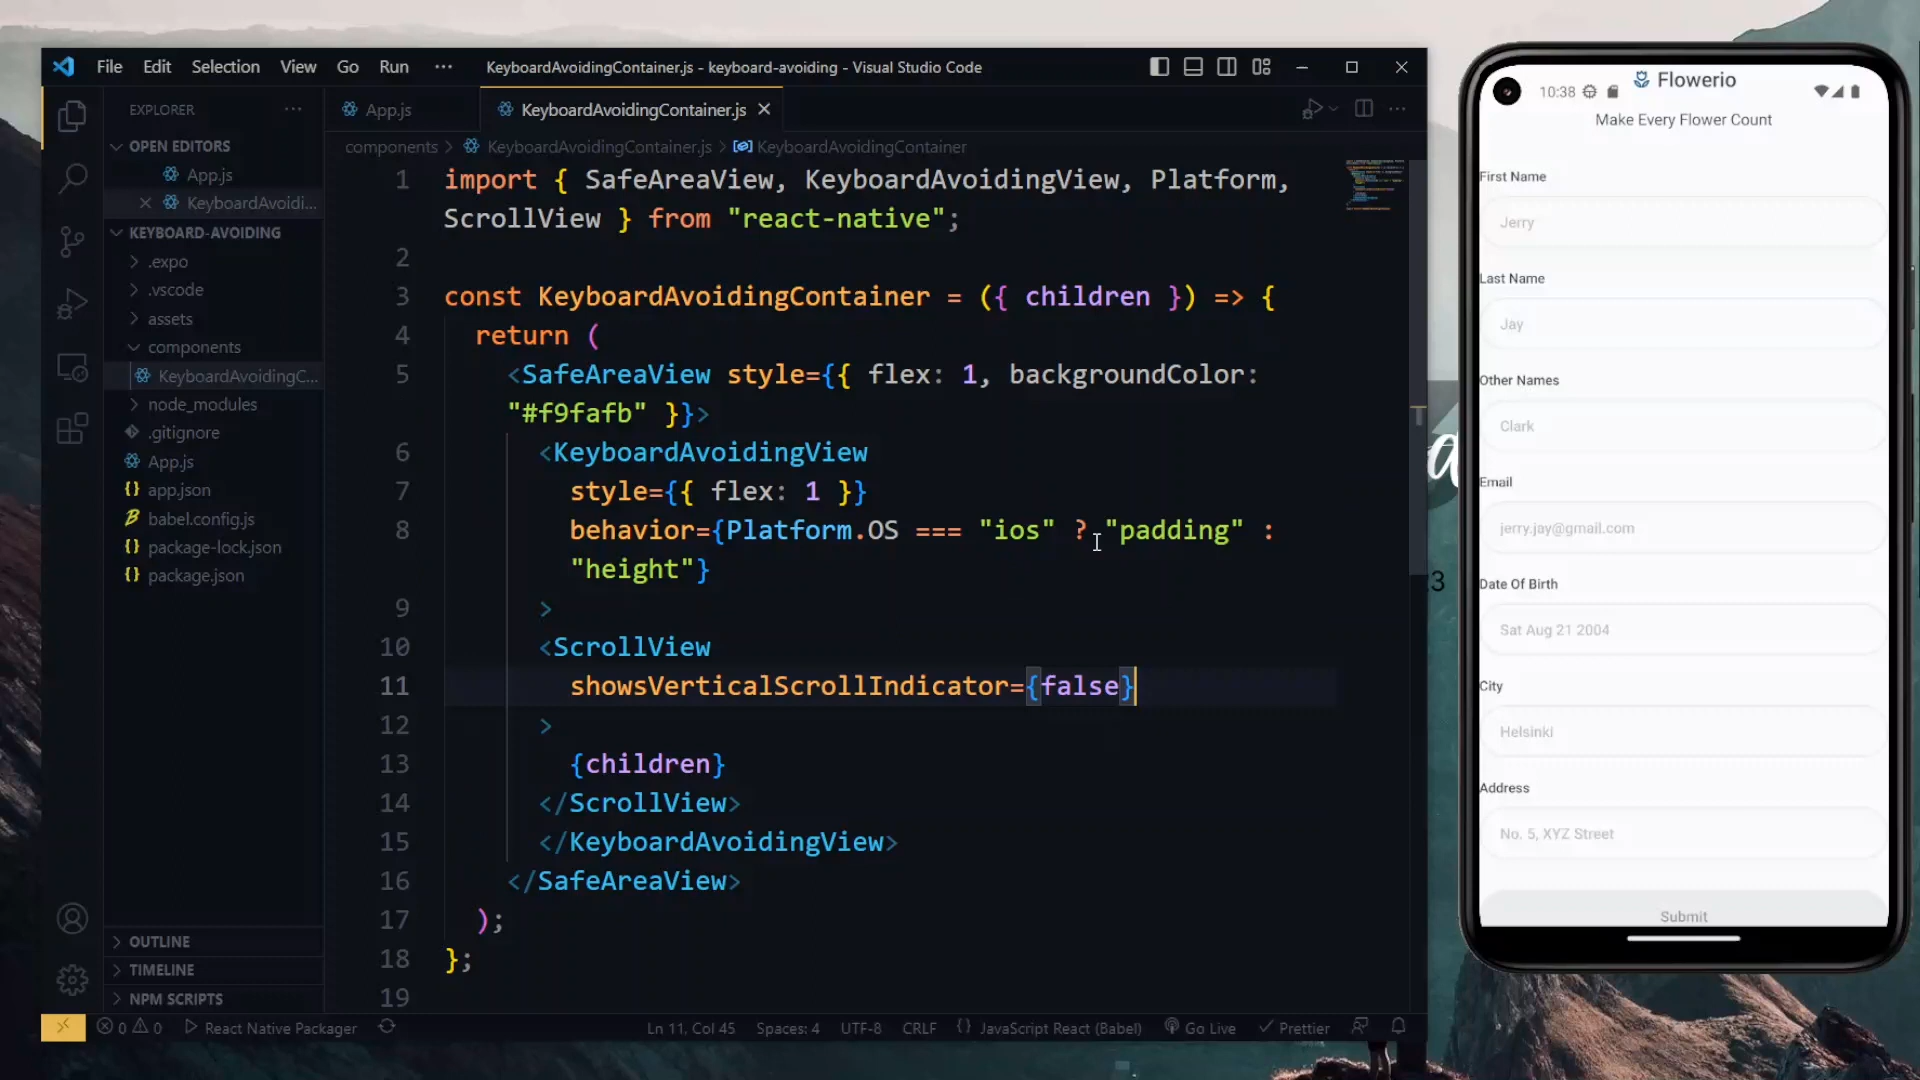 File Edit Selection View Go Run ···
KeyboardAvoidingContainer.js - keyboard-avoiding - Visual Studio Code
EXPLORER ···
OPEN EDITORS
App.js
KeyboardAvoidi...
KEYBOARD-AVOIDING
.expo
.vscode
assets
components
KeyboardAvoidingC...
node_modules
.gitignore
App.js
app.json
babel.config.js
package-lock.json
package.json
OUTLINE
TIMELINE
NPM SCRIPTS
App.js
KeyboardAvoidingContainer.js
components > KeyboardAvoidingContainer.js > KeyboardAvoidingContainer
1 import { SafeAreaView, KeyboardAvoidingView, Platform,
ScrollView } from "react-native";
2
3 const KeyboardAvoidingContainer = ({ children }) => {
4 return (
5 <SafeAreaView style={{ flex: 1, backgroundColor:
"#f9fafb" }}>
6 <KeyboardAvoidingView
7 style={{ flex: 1 }}
8 behavior={Platform.OS === "ios" ? "padding" :
"height"}
9 >
10 <ScrollView
11 showsVerticalScrollIndicator={false}
12 >
13 {children}
14 </ScrollView>
15 </KeyboardAvoidingView>
16 </SafeAreaView>
17 );
18 };
19
0 0 React Native Packager
Ln 11, Col 45 Spaces: 4 UTF-8 CRLF {} JavaScript React (Babel) Go Live Prettier
3
10:38
Flowerio
Make Every Flower Count
First Name
Jerry
Last Name
Jay
Other Names
Clark
Email
jerry.jay@gmail.com
Date Of Birth
Sat Aug 21 2004
City
Helsinki
Address
No. 5, XYZ Street
Submit